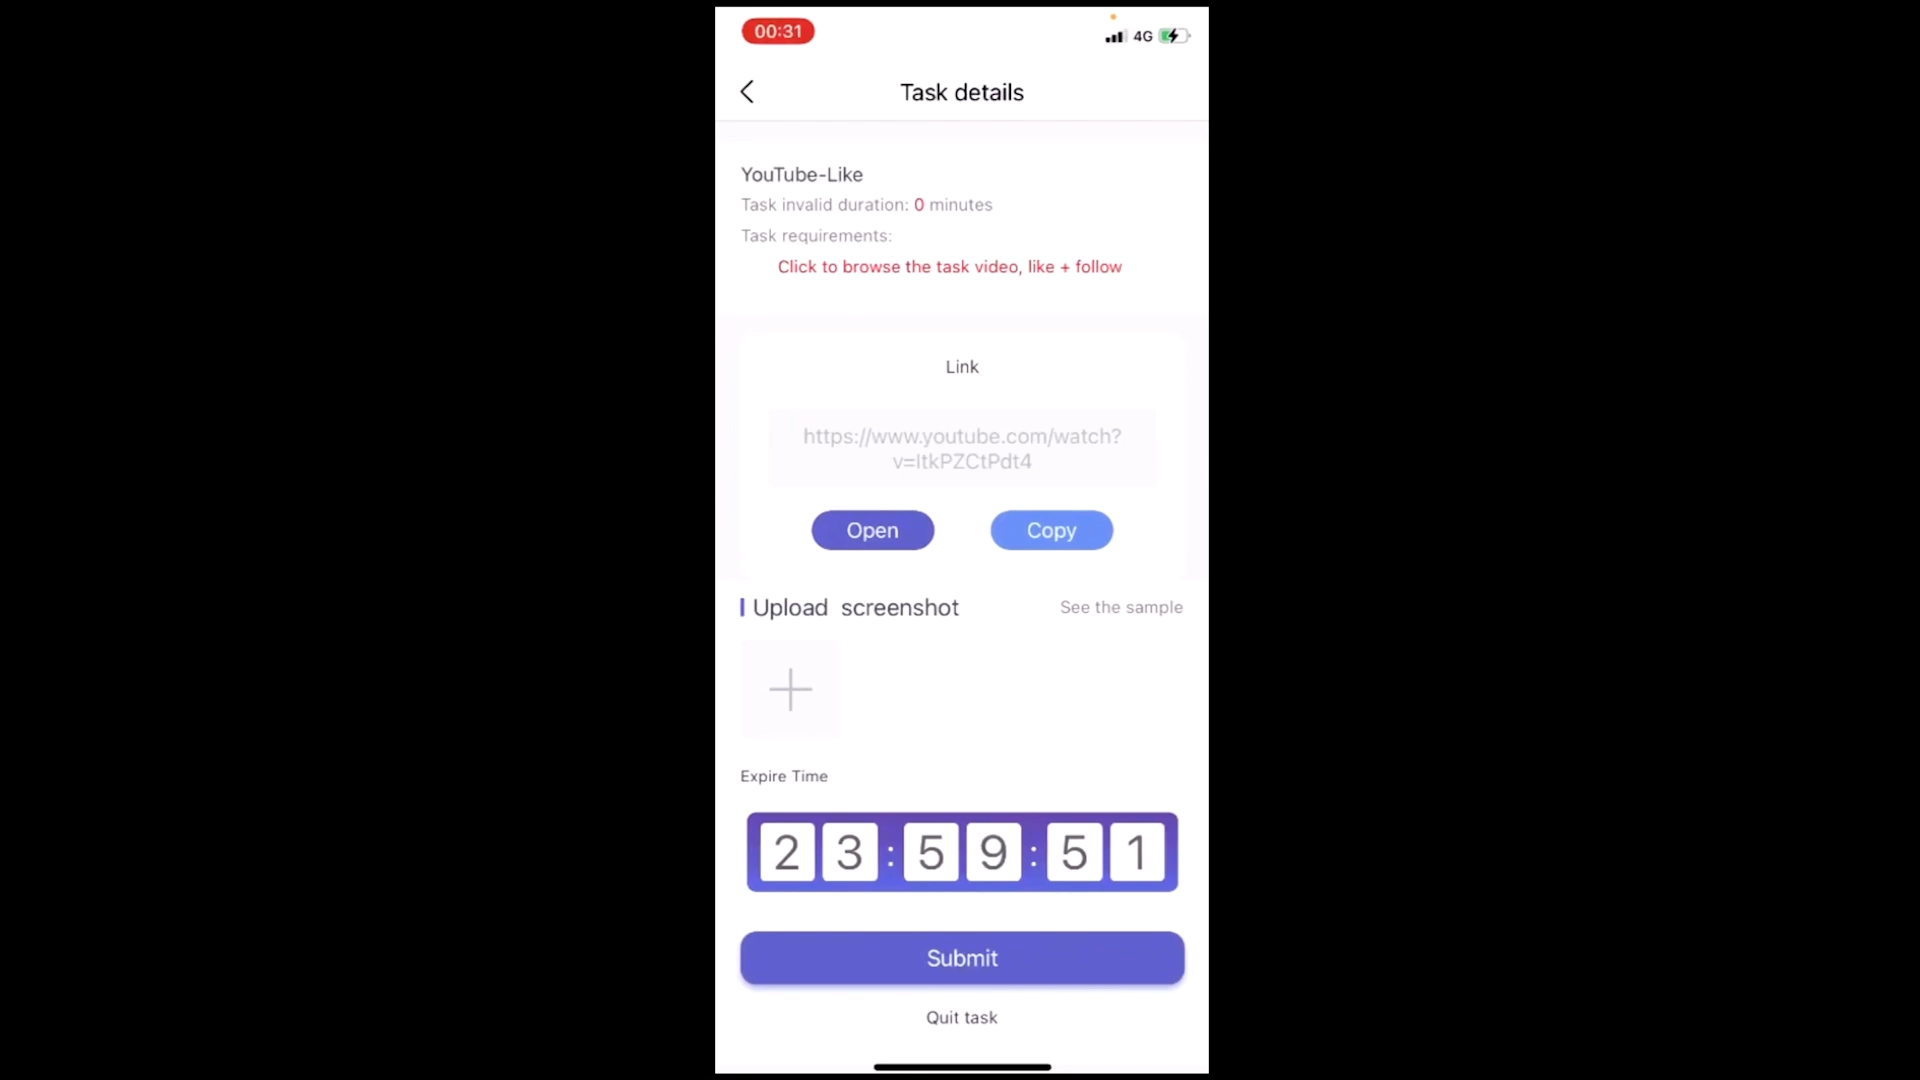 00:31
4G
Task details
YouTube-Like
Task invalid duration: 0 minutes
Task requirements:
Click to browse the task video, like + follow
Link
https://www.youtube.com/watch?
v=ItkPZCtPdt4
Open Copy
Upload screenshot See the sample
Expire Time
23:59:51
Submit
Quit task